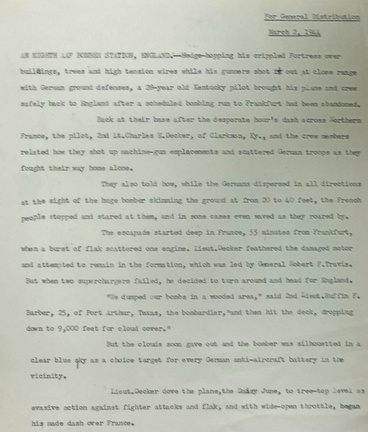 For General Distribution
March 2, 1944
AN EIGHTH AAF BOMBER STATION, ENGLAND.--Hedge-hopping his crippled Fortress over
buildings, trees and high tension wires while his gunners shot it out at close range
with German ground defenses, a 28-year old Kentucky pilot brought his plane and crew
safely back to England after a scheduled bombing run to Frankfurt had been abandoned.
Back at their base after the desperate hour's dash across Northern
France, the pilot, 2nd Lt.Charles E.Decker, of Clarkson, Ky., and the crew members
related how they shot up machine-gun emplacements and scattered German troops as they
fought their way home alone.
They also told how, while the Germans dispersed in all directions
at the sight of the huge bomber skimming the ground at from 20 to 40 feet, the French
people stopped and stared at them, and in some cases even waved as they roared by.
The escapade started deep in France, 55 minutes from Frankfurt,
when a burst of flak scattered one engine. Lieut.Decker feathered the damaged motor
and attempted to remain in the formation, which was led by General Robert F.Travis.
But when two superchargers failed, he decided to turn around and head for England.
"We dumped our bombs in a wooded area," said 2nd Lieut.Ruffin F.
Barber, 25, of Port Arthur, Texas, the bombardier,"and then hit the deck, dropping
down to 9,000 feet for cloud cover."
But the clouds soon gave out and the bomber was silhouetted in a
clear blue sky as a choice target for every German anti-aircraft battery in the
vicinity.
Lieut.Decker dove the plane,the Daisy June, to tree-top level as
evasive action against fighter attacks and flak, and with wide-open throttle, began
his made dash over France.